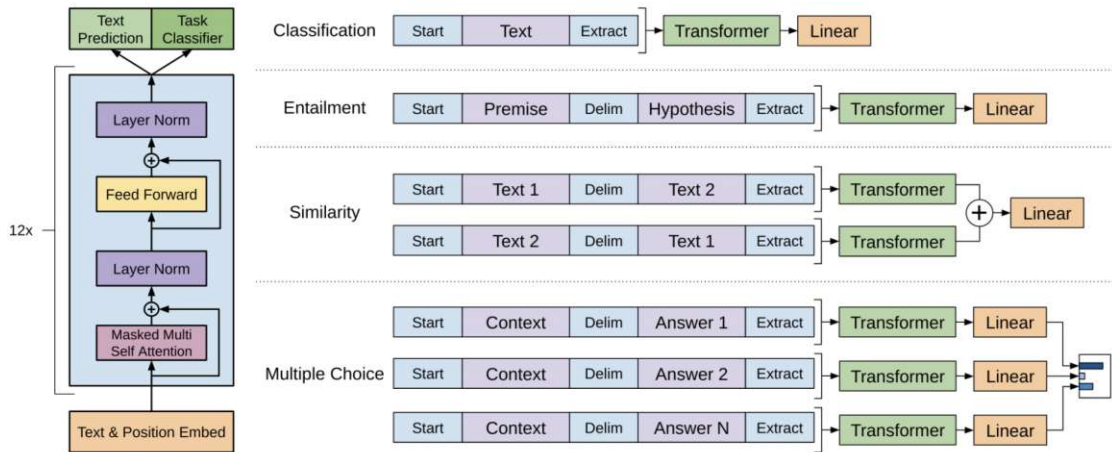 Text
Prediction
Task
Classifier
12x
Layer Norm
Feed Forward
Layer Norm
Masked Multi
Self Attention
Text & Position Embed
Classification
Start Text Extract Transformer Linear
Entailment
Start Premise Delim Hypothesis Extract Transformer Linear
Similarity
Start Text 1 Delim Text 2 Extract Transformer
Start Text 2 Delim Text 1 Extract Transformer
Linear
Multiple Choice
Start Context Delim Answer 1 Extract Transformer Linear
Start Context Delim Answer 2 Extract Transformer Linear
Start Context Delim Answer N Extract Transformer Linear